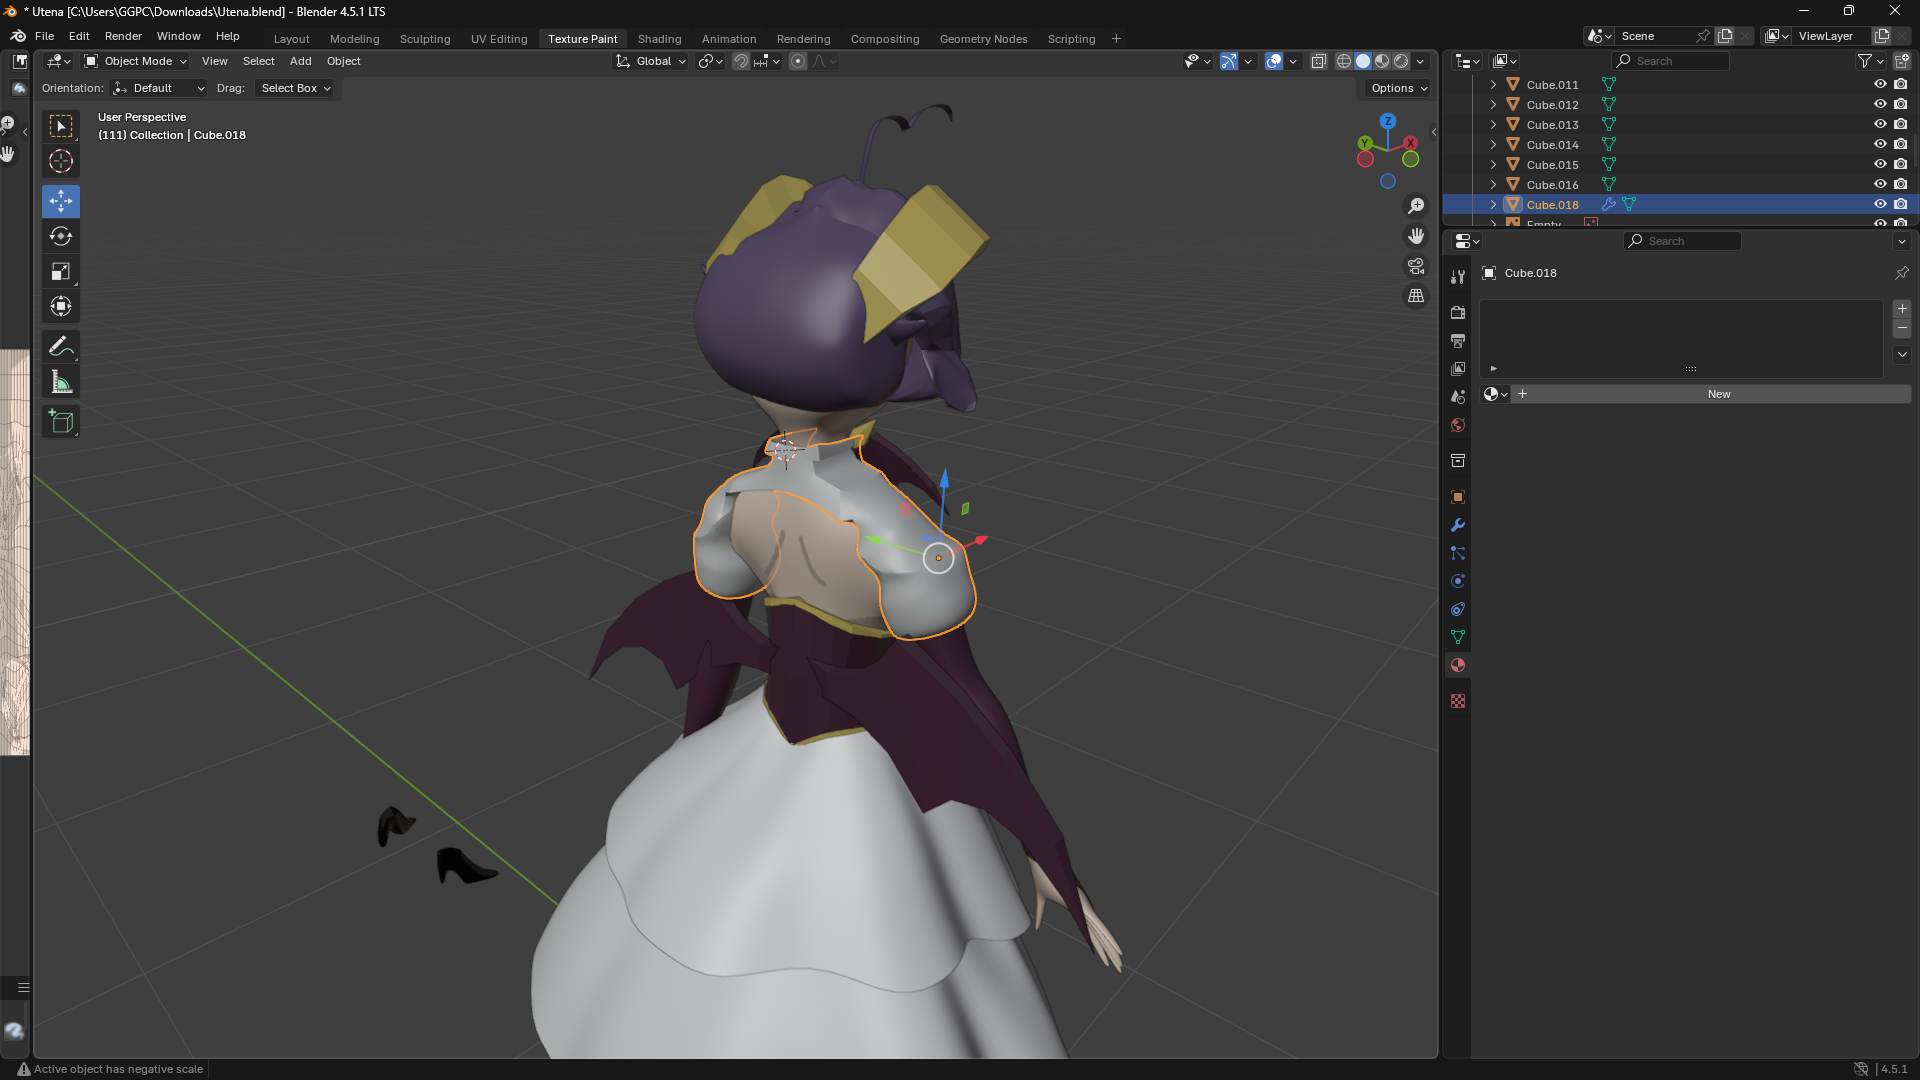 * Utena [C:\Users\GGPC\Downloads\Utena.blend] - Blender 4.5.1 LTS
File Edit Render Window Help Layout Modeling Sculpting UV Editing Texture Paint Shading Animation Rendering Compositing Geometry Nodes Scripting + Scene ViewLayer
Object Mode View Select Add Object Global Search
Orientation: Default Drag: Select Box Options
User Perspective
(111) Collection | Cube.018
Z
Y
X
Cube.011
Cube.012
Cube.013
Cube.014
Cube.015
Cube.016
Cube.018
Empty
Search
Cube.018
New
Active object has negative scale
4.5.1